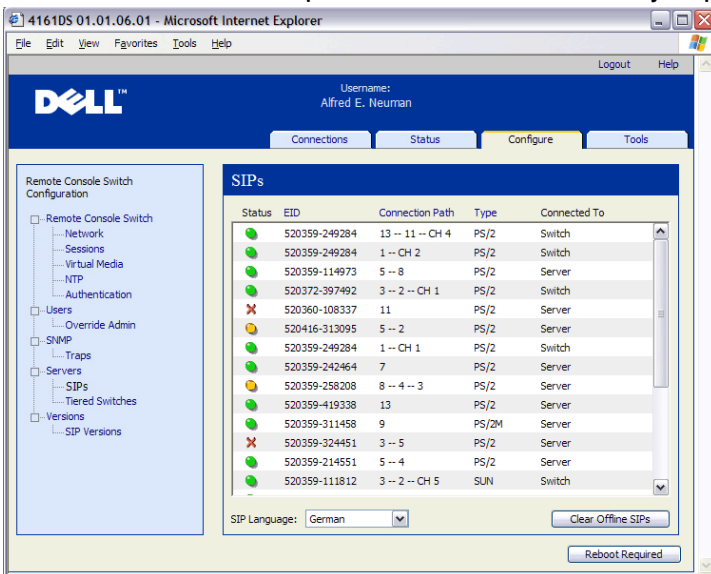 4161DS 01.01.06.01 - Microsoft Internet Explorer
File Edit View Favorites Tools Help
Logout Help
DELL™
Username:
Alfred E. Neuman
Connections Status Configure Tools
Remote Console Switch
Configuration
Remote Console Switch
Network
Sessions
Virtual Media
NTP
Authentication
Users
Override Admin
SNMP
Traps
Servers
SIPs
Tiered Switches
Versions
SIP Versions
SIPs
Status EID Connection Path Type Connected To
520359-249284 13 -- 11 -- CH 4 PS/2 Switch
520359-249284 1 -- CH 2 PS/2 Switch
520359-114973 5 -- 8 PS/2 Server
520372-397492 3 -- 2 -- CH 1 PS/2 Switch
520360-108337 11 PS/2 Server
520416-313095 5 -- 2 PS/2 Server
520359-249284 1 -- CH 1 PS/2 Switch
520359-242464 7 PS/2 Server
520359-258208 8 -- 4 -- 3 PS/2 Server
520359-419338 13 PS/2 Server
520359-311458 9 PS/2M Server
520359-324451 3 -- 5 PS/2 Server
520359-214551 5 -- 4 PS/2 Server
520359-111812 3 -- 2 -- CH 5 SUN Switch
SIP Language: German Clear Offline SIPs
Reboot Required